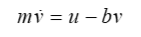 mv̇ = u − bv